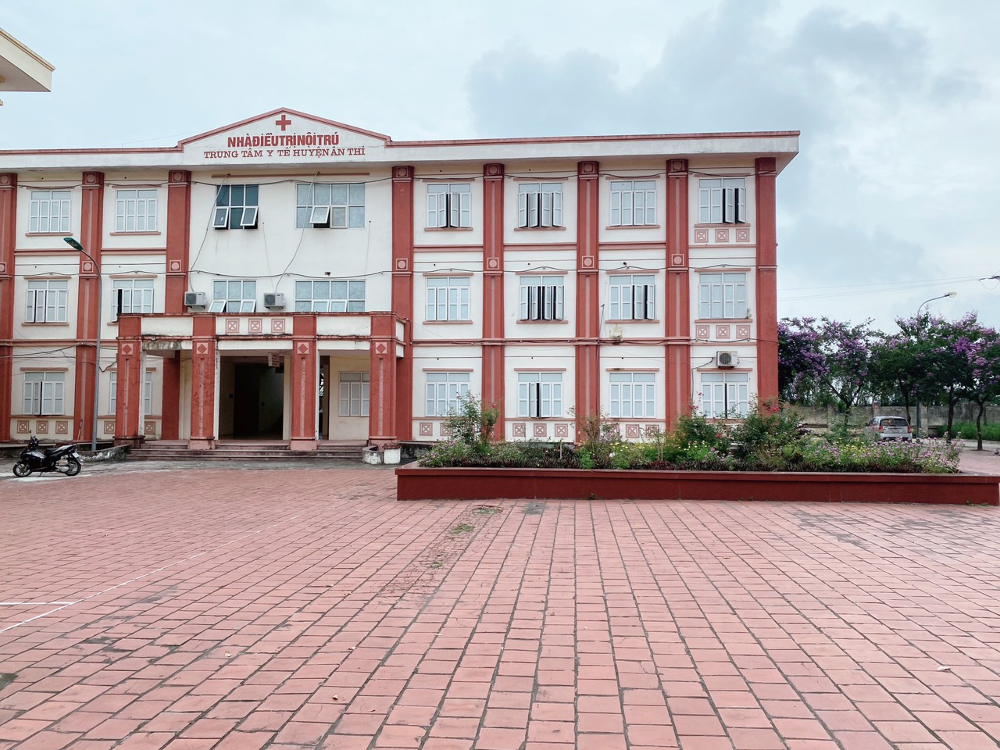 NHÀ ĐIỀU TRỊ NỘI TRÚ
TRUNG TÂM Y TẾ HUYỆN ÂN THI